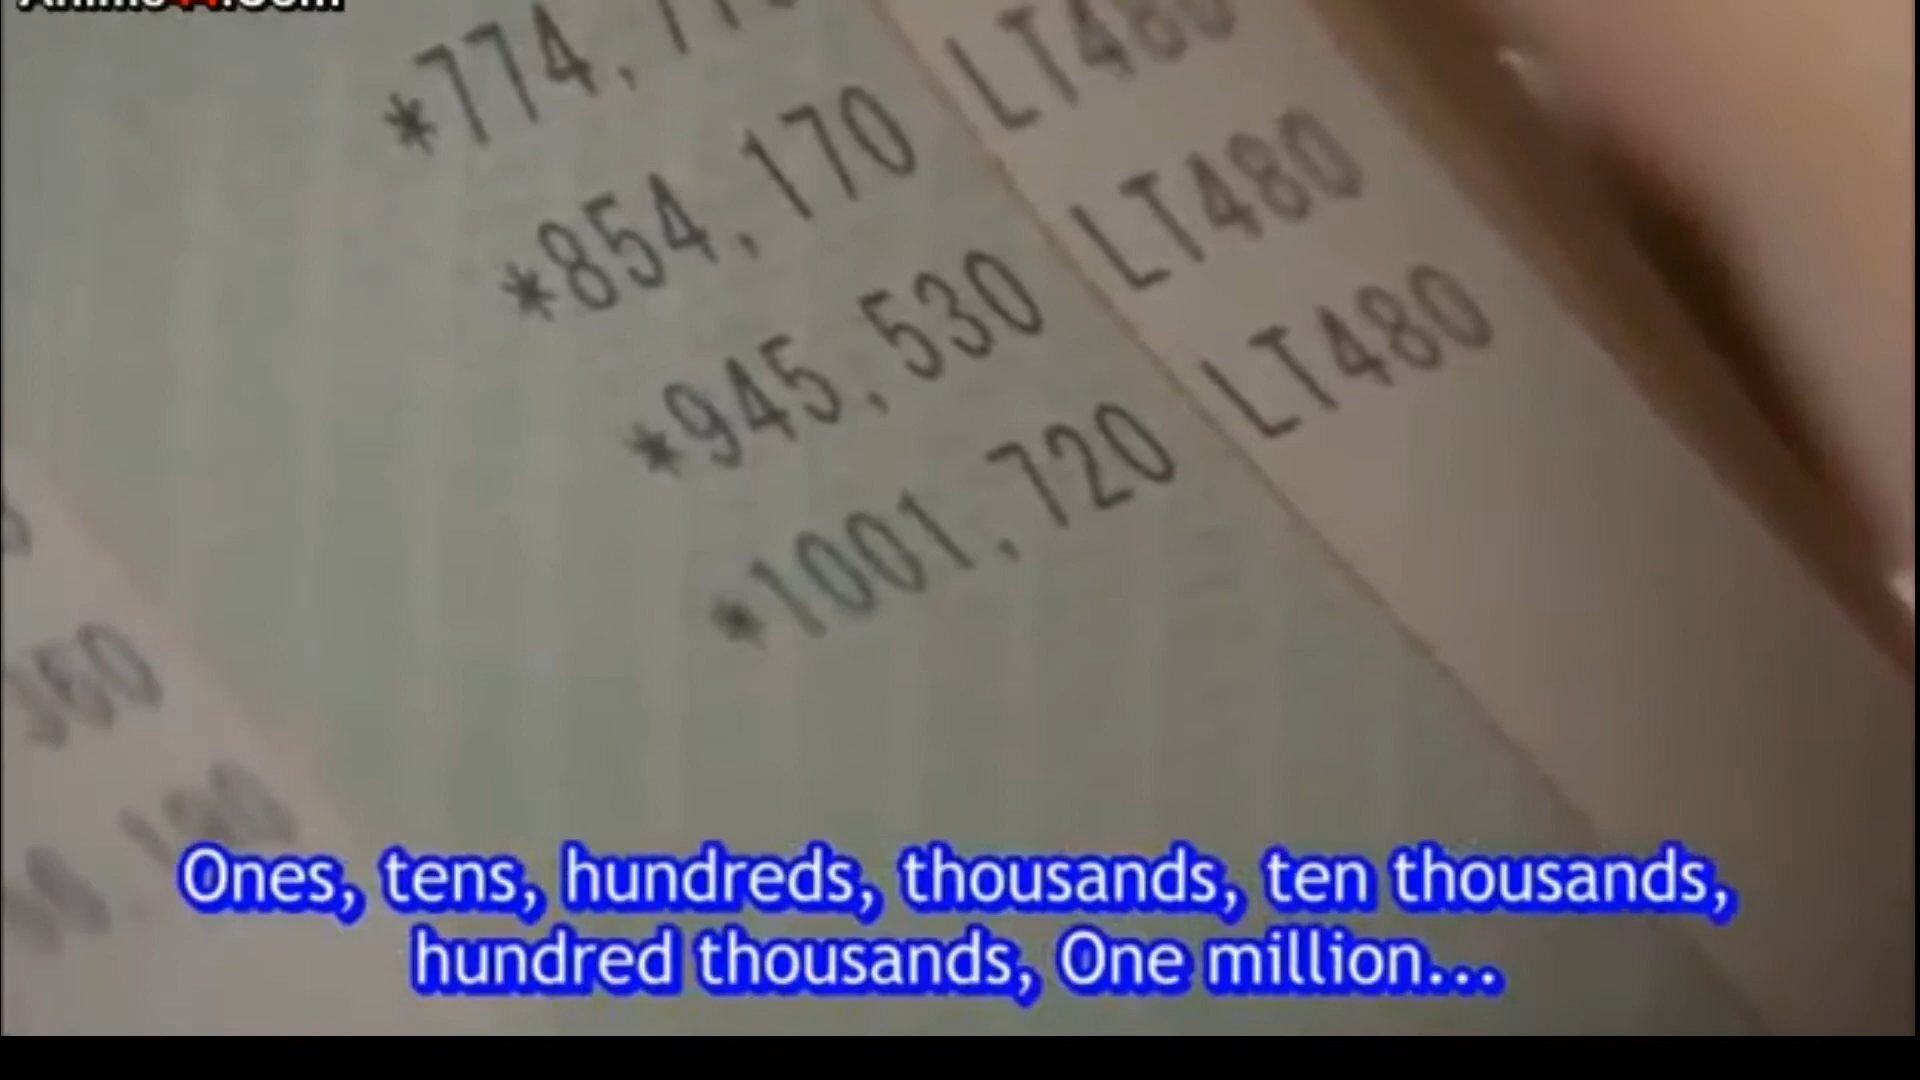 *774,
LT480
*854,170
LT480
*945,530
LT480
*1001,720
Ones, tens, hundreds, thousands, ten thousands,
hundred thousands, One million...